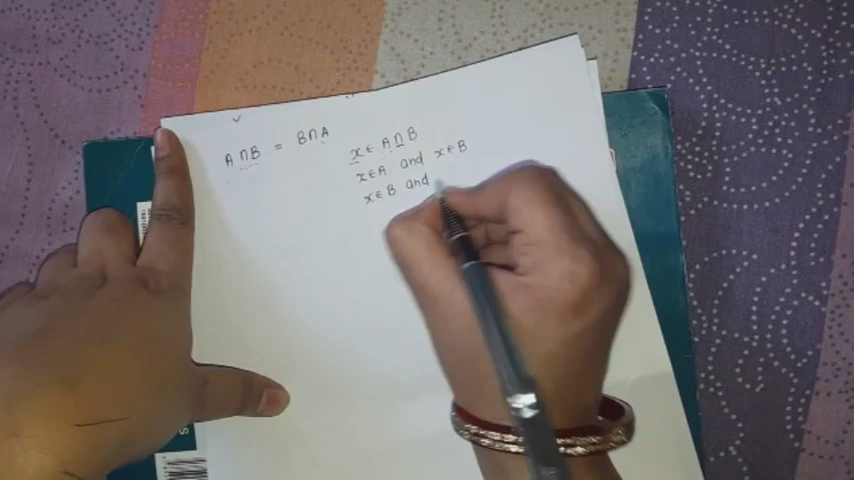 A ∩ B = B ∩ A
x ∈ A ∩ B
x ∈ A and x ∈ B
x ∈ B and